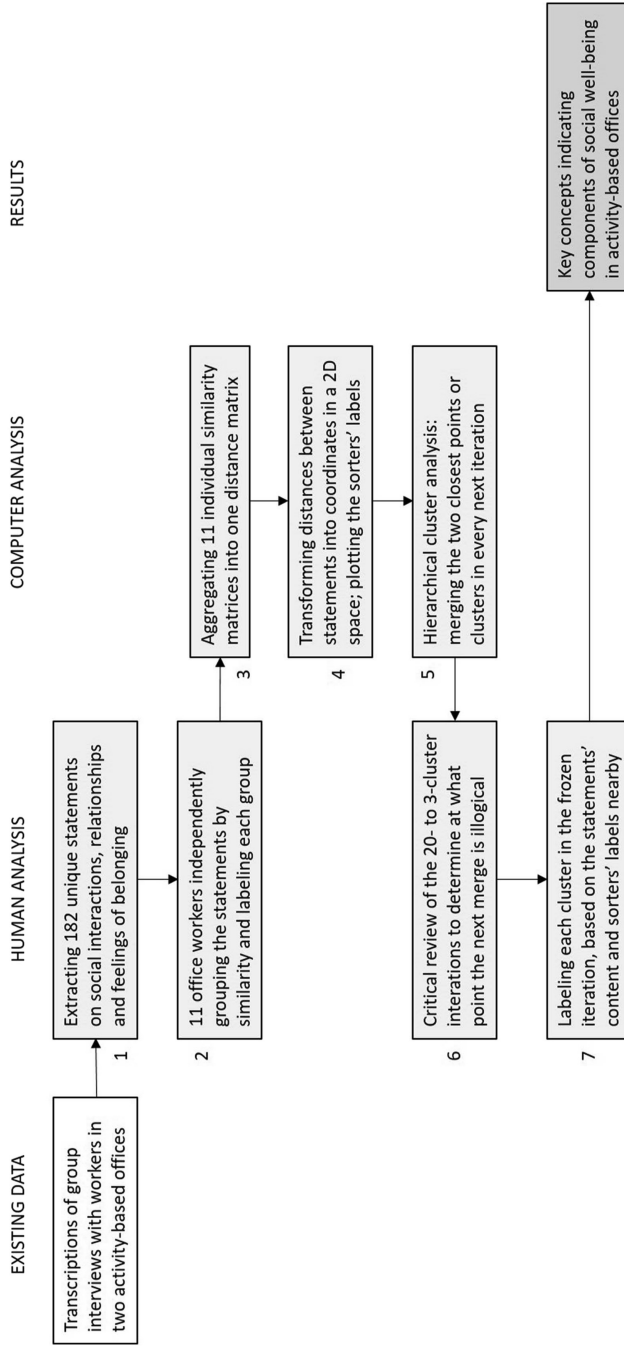 EXISTING DATA
HUMAN ANALYSIS
COMPUTER ANALYSIS
RESULTS
Transcriptions of group
interviews with workers in
two activity-based offices
Extracting 182 unique statements
on social interactions, relationships
and feelings of belonging
1
11 office workers independently
grouping the statements by
similarity and labeling each group
2
Aggregating 11 individual similarity
matrices into one distance matrix
3
Transforming distances between
statements into coordinates in a 2D
space; plotting the sorters’ labels
4
Hierarchical cluster analysis:
merging the two closest points or
clusters in every next iteration
5
Critical review of the 20- to 3-cluster
interations to determine at what
point the next merge is illogical
6
Labeling each cluster in the frozen
iteration, based on the statements’
content and sorters’ labels nearby
7
Key concepts indicating
components of social well-being
in activity-based offices